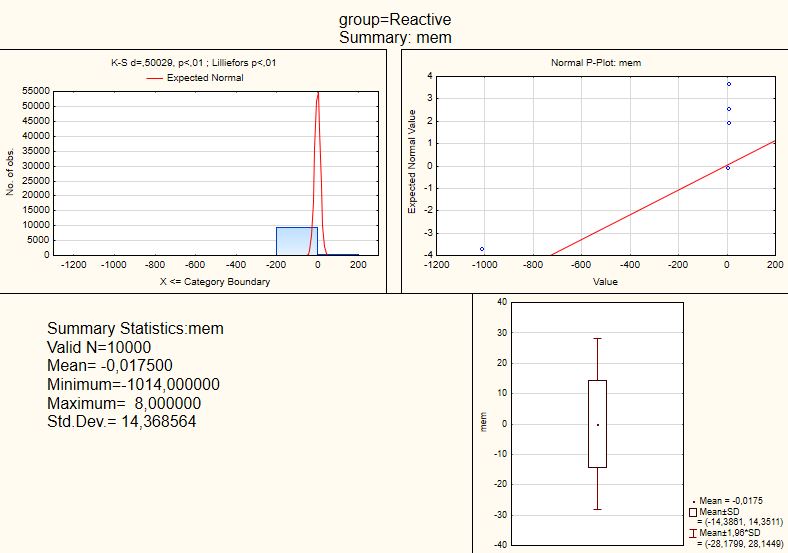 group=Reactive
Summary: mem
K-S d=,50029, p<,01 ; Lilliefors p<,01
Expected Normal
55000
50000
45000
40000
35000
30000
25000
20000
15000
10000
5000
0
No. of obs.
-1200 -1000 -800 -600 -400 -200 0 200
X <= Category Boundary
Normal P-Plot: mem
4
3
2
1
0
-1
-2
-3
-4
Expected Normal Value
-1200 -1000 -800 -600 -400 -200 0 200
Value
Summary Statistics:mem
Valid N=10000
Mean= -0,017500
Minimum=-1014,000000
Maximum= 8,000000
Std.Dev.= 14,368564
40
30
20
10
0
-10
-20
-30
-40
mem
Mean = -0,0175
Mean±SD
= (-14,3861, 14,3511)
Mean±1,96*SD
= (-28,1799, 28,1449)